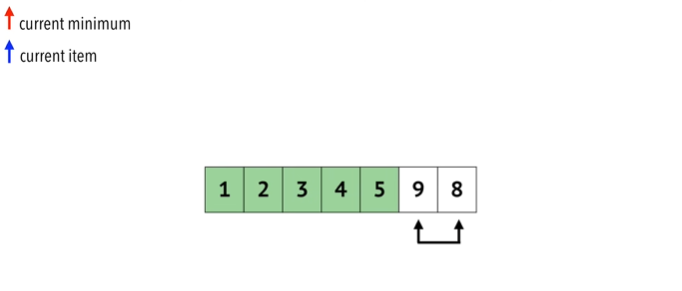 current minimum
current item
1 2 3 4 5 9 8